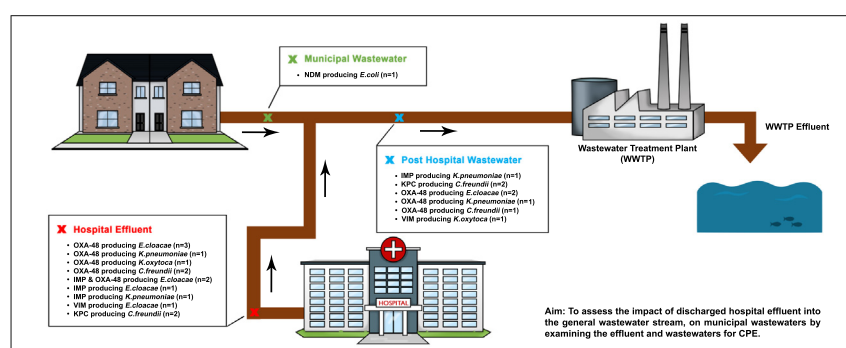 Municipal Wastewater
• NDM producing E.coli (n=1)
WWTP Effluent
Wastewater Treatment Plant
(WWTP)
Post Hospital Wastewater
• IMP producing K.pneumoniae (n=1)
• KPC producing C.freundii (n=2)
• OXA-48 producing E.cloacae (n=2)
• OXA-48 producing K.pneumoniae (n=1)
• OXA-48 producing C.freundii (n=1)
• VIM producing K.oxytoca (n=1)
Hospital Effluent
• OXA-48 producing E.cloacae (n=3)
• OXA-48 producing K.pneumoniae (n=1)
• OXA-48 producing K.oxytoca (n=1)
• OXA-48 producing C.freundii (n=2)
• IMP & OXA-48 producing E.cloacae (n=2)
• IMP producing E.cloacae (n=1)
• IMP producing K.pneumoniae (n=1)
• VIM producing E.cloacae (n=1)
• KPC producing C.freundii (n=2)
HOSPITAL
Aim: To assess the impact of discharged hospital effluent into
the general wastewater stream, on municipal wastewaters by
examining the effluent and wastewaters for CPE.